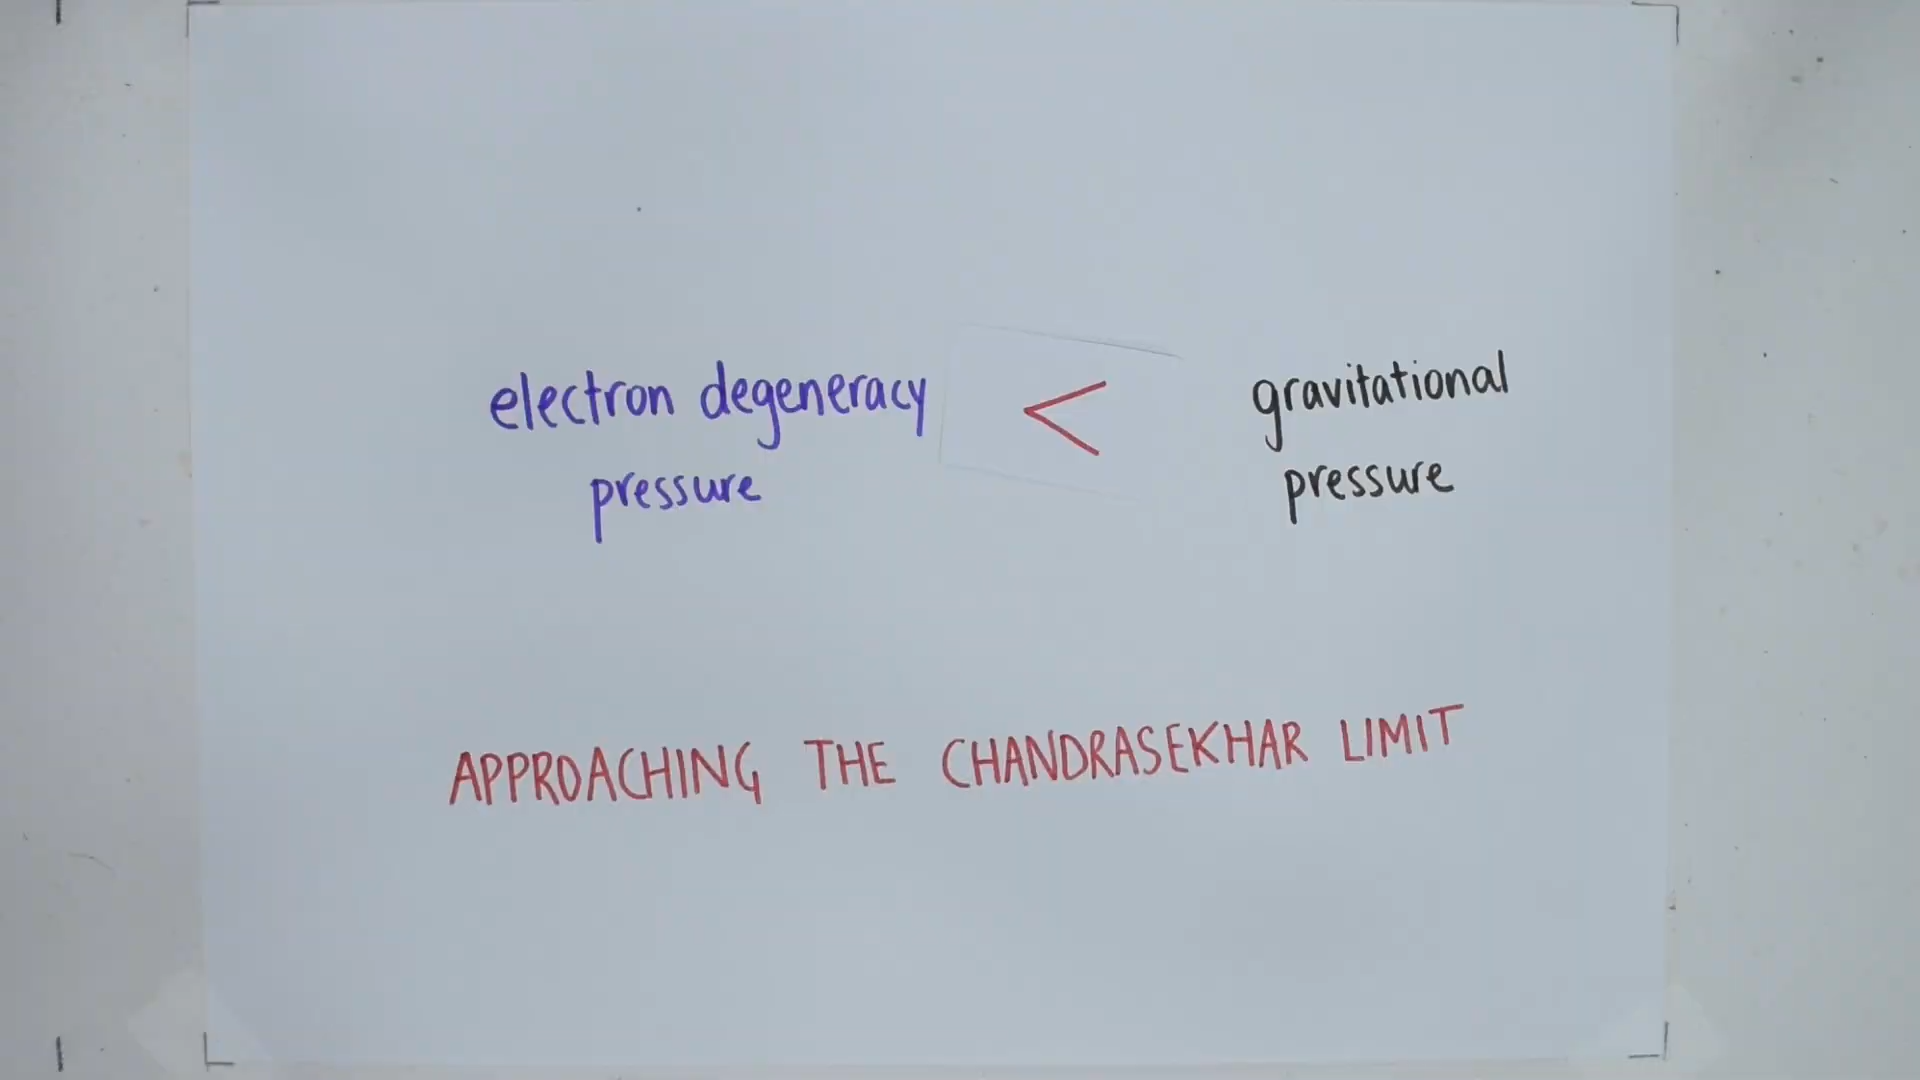 electron degeneracy < gravitational
pressure pressure
APPROACHING THE CHANDRASEKHAR LIMIT